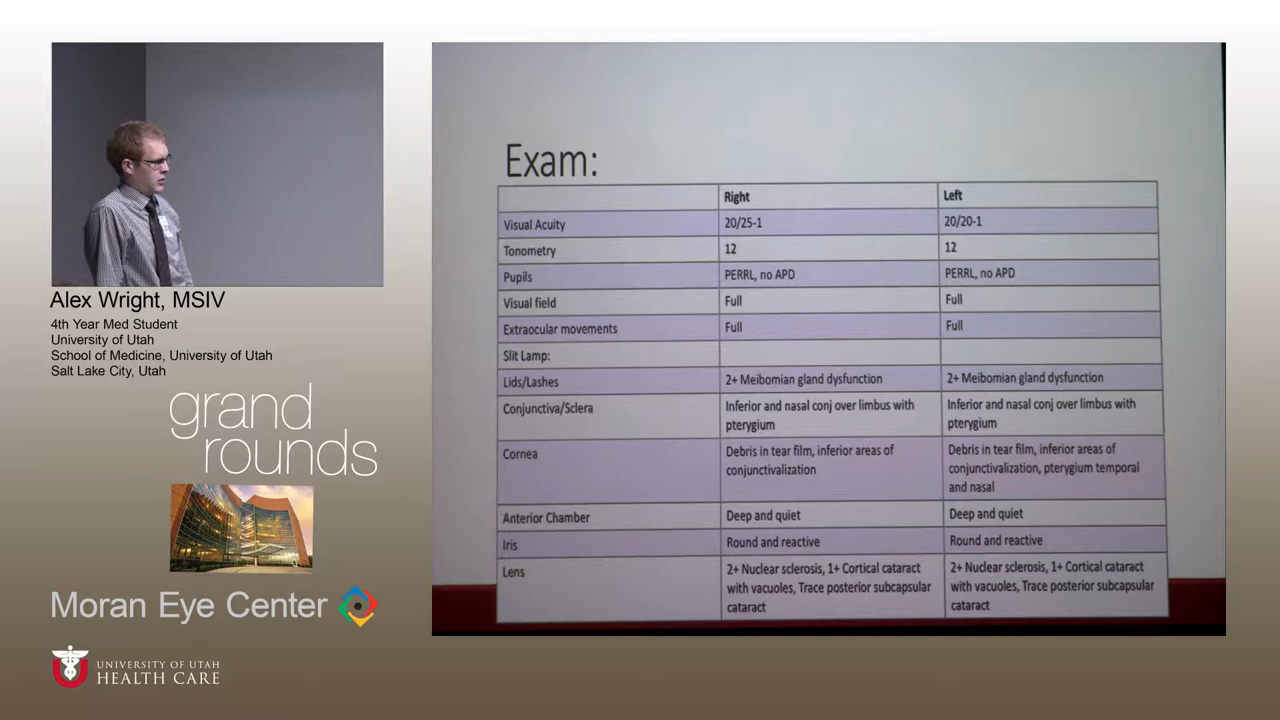 Alex Wright, MSIV
4th Year Med Student
University of Utah
School of Medicine, University of Utah
Salt Lake City, Utah
grand
rounds
Moran Eye Center
UNIVERSITY OF UTAH
HEALTH CARE
Exam:
Right Left
Visual Acuity 20/25-1 20/20-1
Tonometry 12 12
Pupils PERRL, no APD PERRL, no APD
Visual field Full Full
Extraocular movements Full Full
Slit Lamp:
Lids/Lashes 2+ Meibomian gland dysfunction 2+ Meibomian gland dysfunction
Conjunctiva/Sclera Inferior and nasal conj over limbus with Inferior and nasal conj over limbus with
pterygium pterygium
Cornea Debris in tear film, inferior areas of Debris in tear film, inferior areas of
conjunctivalization conjunctivalization, pterygium temporal
and nasal
Anterior Chamber Deep and quiet Deep and quiet
Iris Round and reactive Round and reactive
Lens 2+ Nuclear sclerosis, 1+ Cortical cataract 2+ Nuclear sclerosis, 1+ Cortical cataract
with vacuoles, Trace posterior subcapsular with vacuoles, Trace posterior subcapsular
cataract cataract